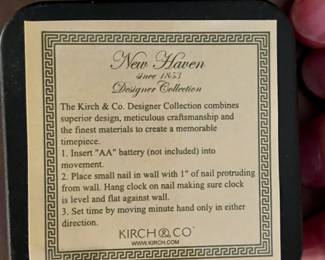 New Haven
since 1853
Designer Collection
The Kirch & Co. Designer Collection combines
superior design, meticulous craftsmanship and
the finest materials to create a memorable
timepiece.
1. Insert "AA" battery (not included) into
movement.
2. Place small nail in wall with 1" of nail protruding
from wall. Hang clock on nail making sure clock
is level and flat against wall.
3. Set time by moving minute hand only in either
direction.
KIRCH & CO™
WWW.KIRCH.COM